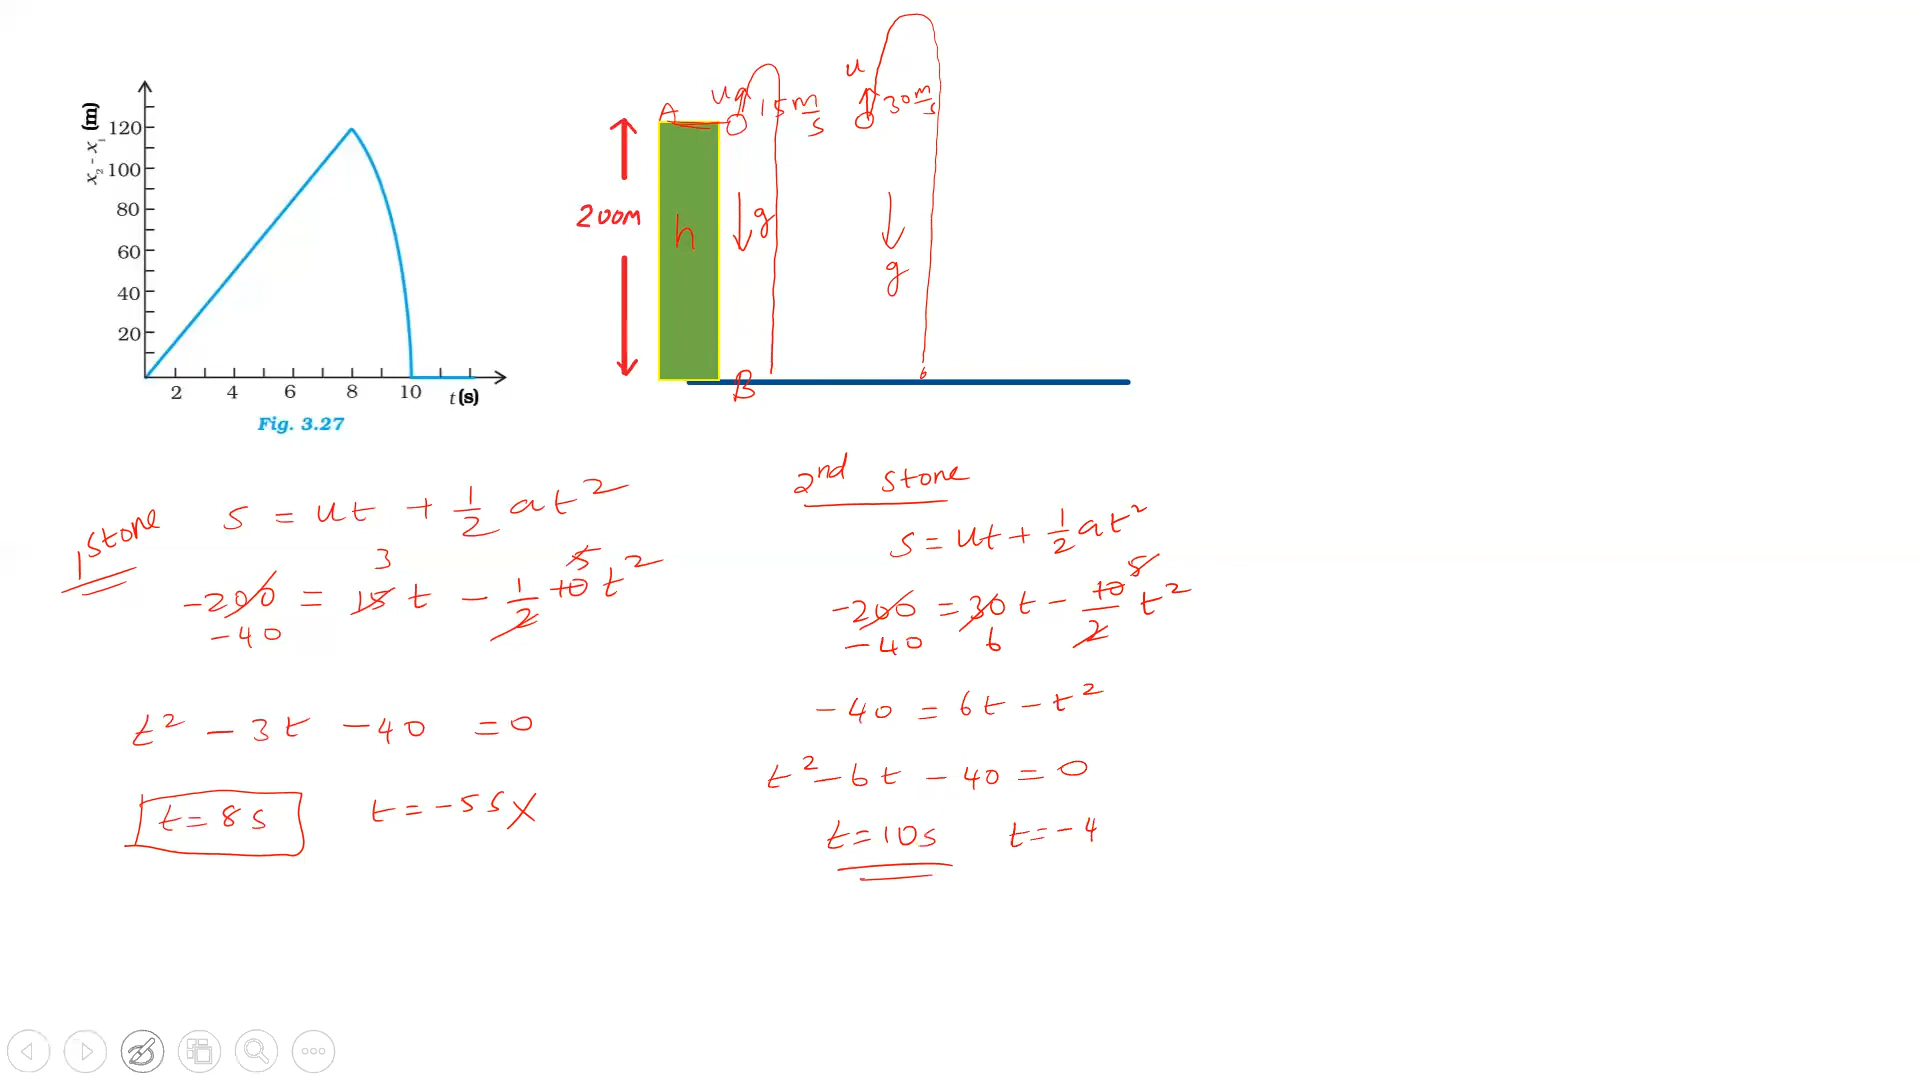 x₂ - x₁ (m)
120
100
80
60
40
20
2 4 6 8 10 t (s)
Fig. 3.27
A
u
15 m/s
u
30 m/s
200m
h
g
g
B
1 stone
s = ut + 1/2 at²
3 5
-200 = 15 t - 1/2 10 t²
-40
t² - 3t - 40 = 0
t = 8s t = -5s X
2nd stone
s = ut + 1/2 at²
5
-200 = 30 t - 10/2 t²
-40 6
-40 = 6t - t²
t² - 6t - 40 = 0
t = 10s t = -4